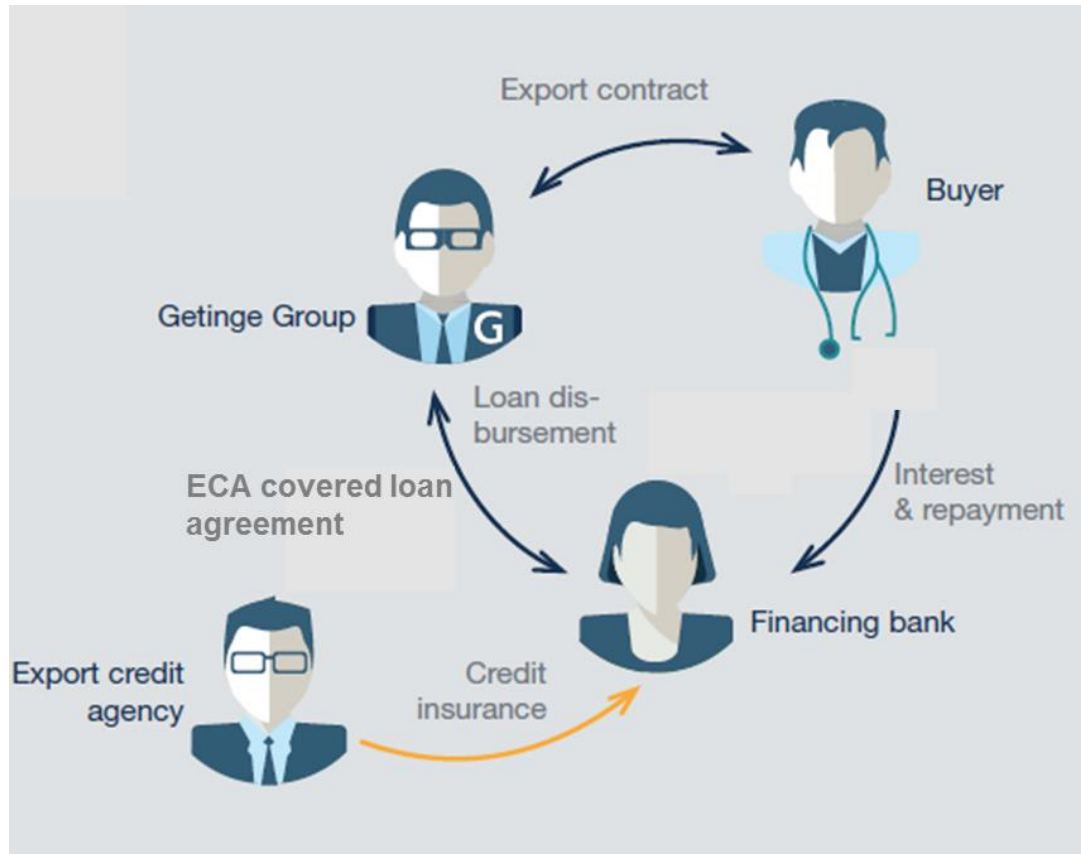 Export contract
Buyer
Getinge Group
G
Loan dis-
bursement
ECA covered loan
agreement
Interest
& repayment
Financing bank
Export credit
agency
Credit
insurance